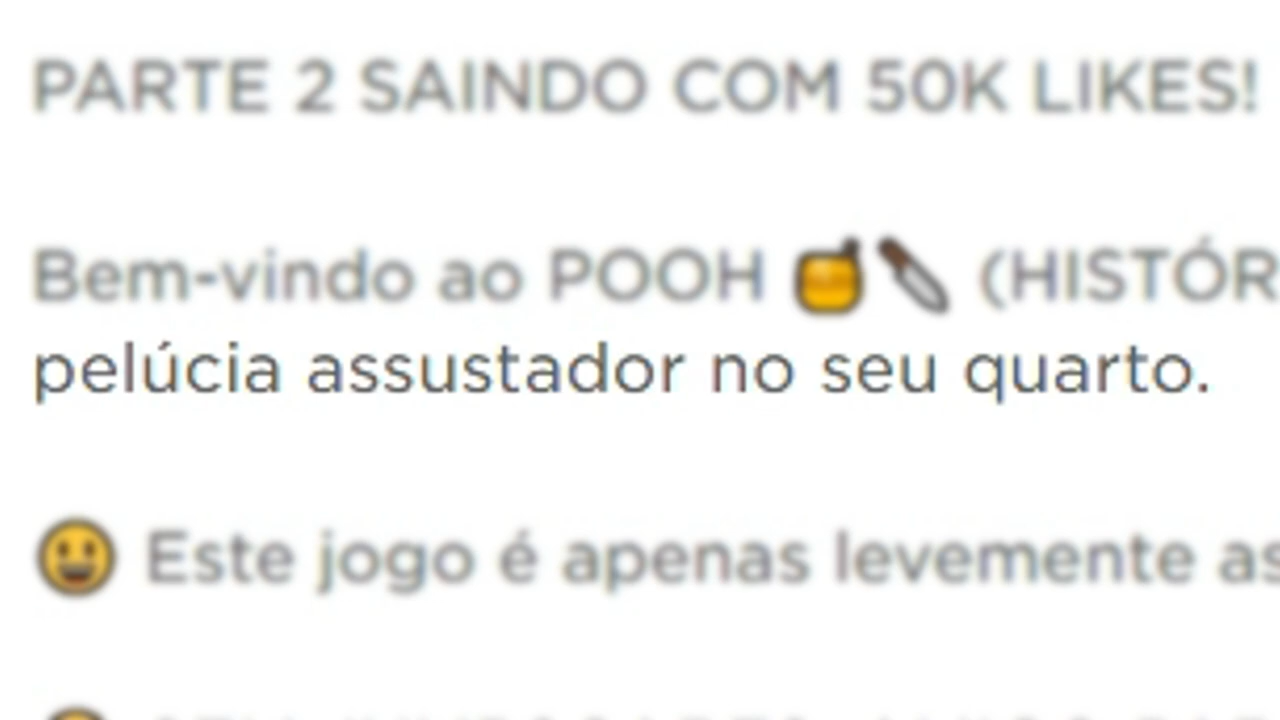 PARTE 2 SAINDO COM 50K LIKES!
Bem-vindo ao POOH 🍯🔪
pelúcia assustador no seu quarto.
😃 Este jogo é apenas levemente